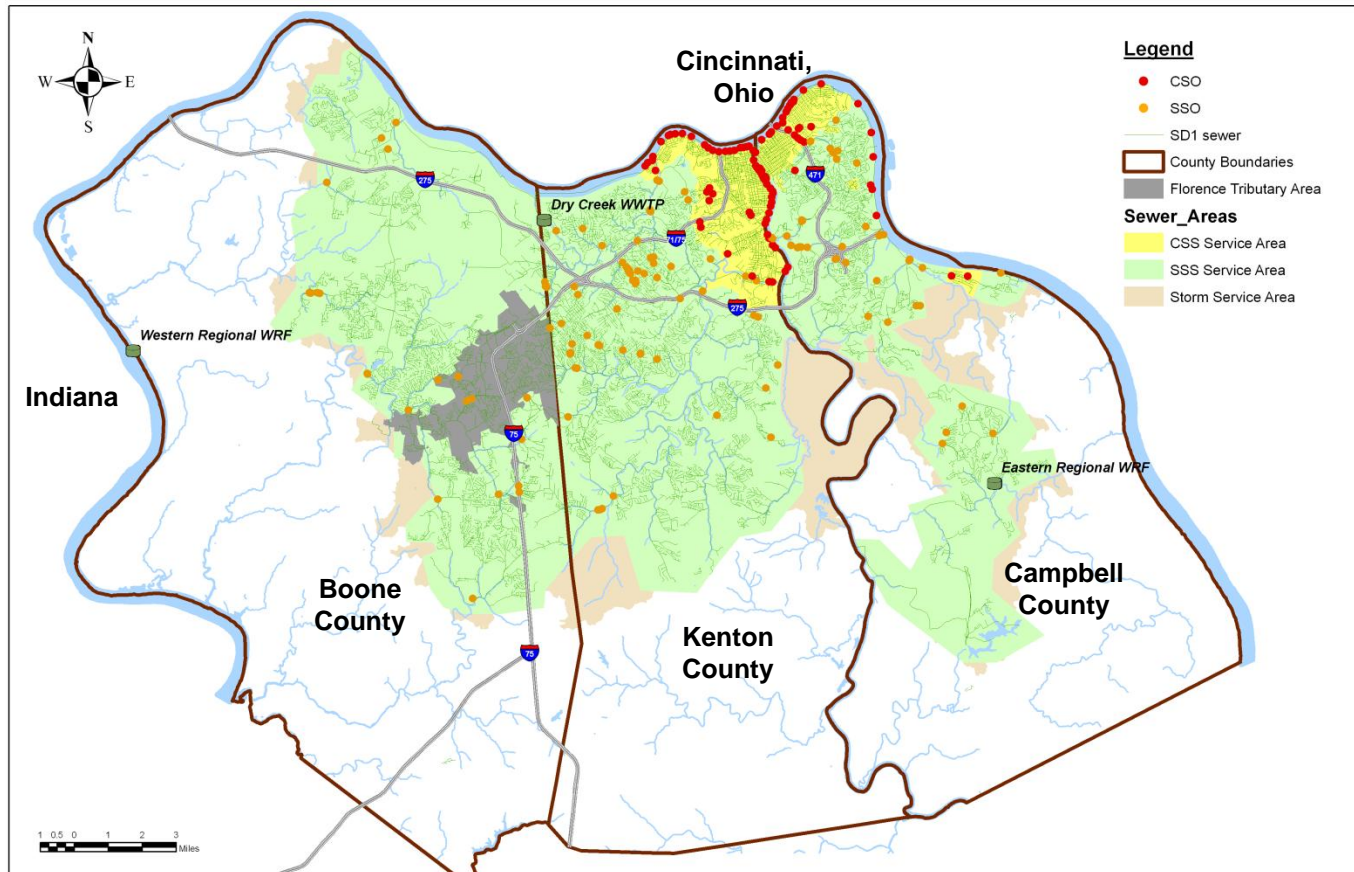 N
W E
S
Cincinnati,
Ohio
Legend
CSO
SSO
SD1 sewer
County Boundaries
Florence Tributary Area
Sewer_Areas
CSS Service Area
SSS Service Area
Storm Service Area
275
471
Dry Creek WWTP
71/75
275
Western Regional WRF
Indiana
75
Eastern Regional WRF
Boone
County
Campbell
County
Kenton
County
75
1 0.5 0 1 2 3
Miles